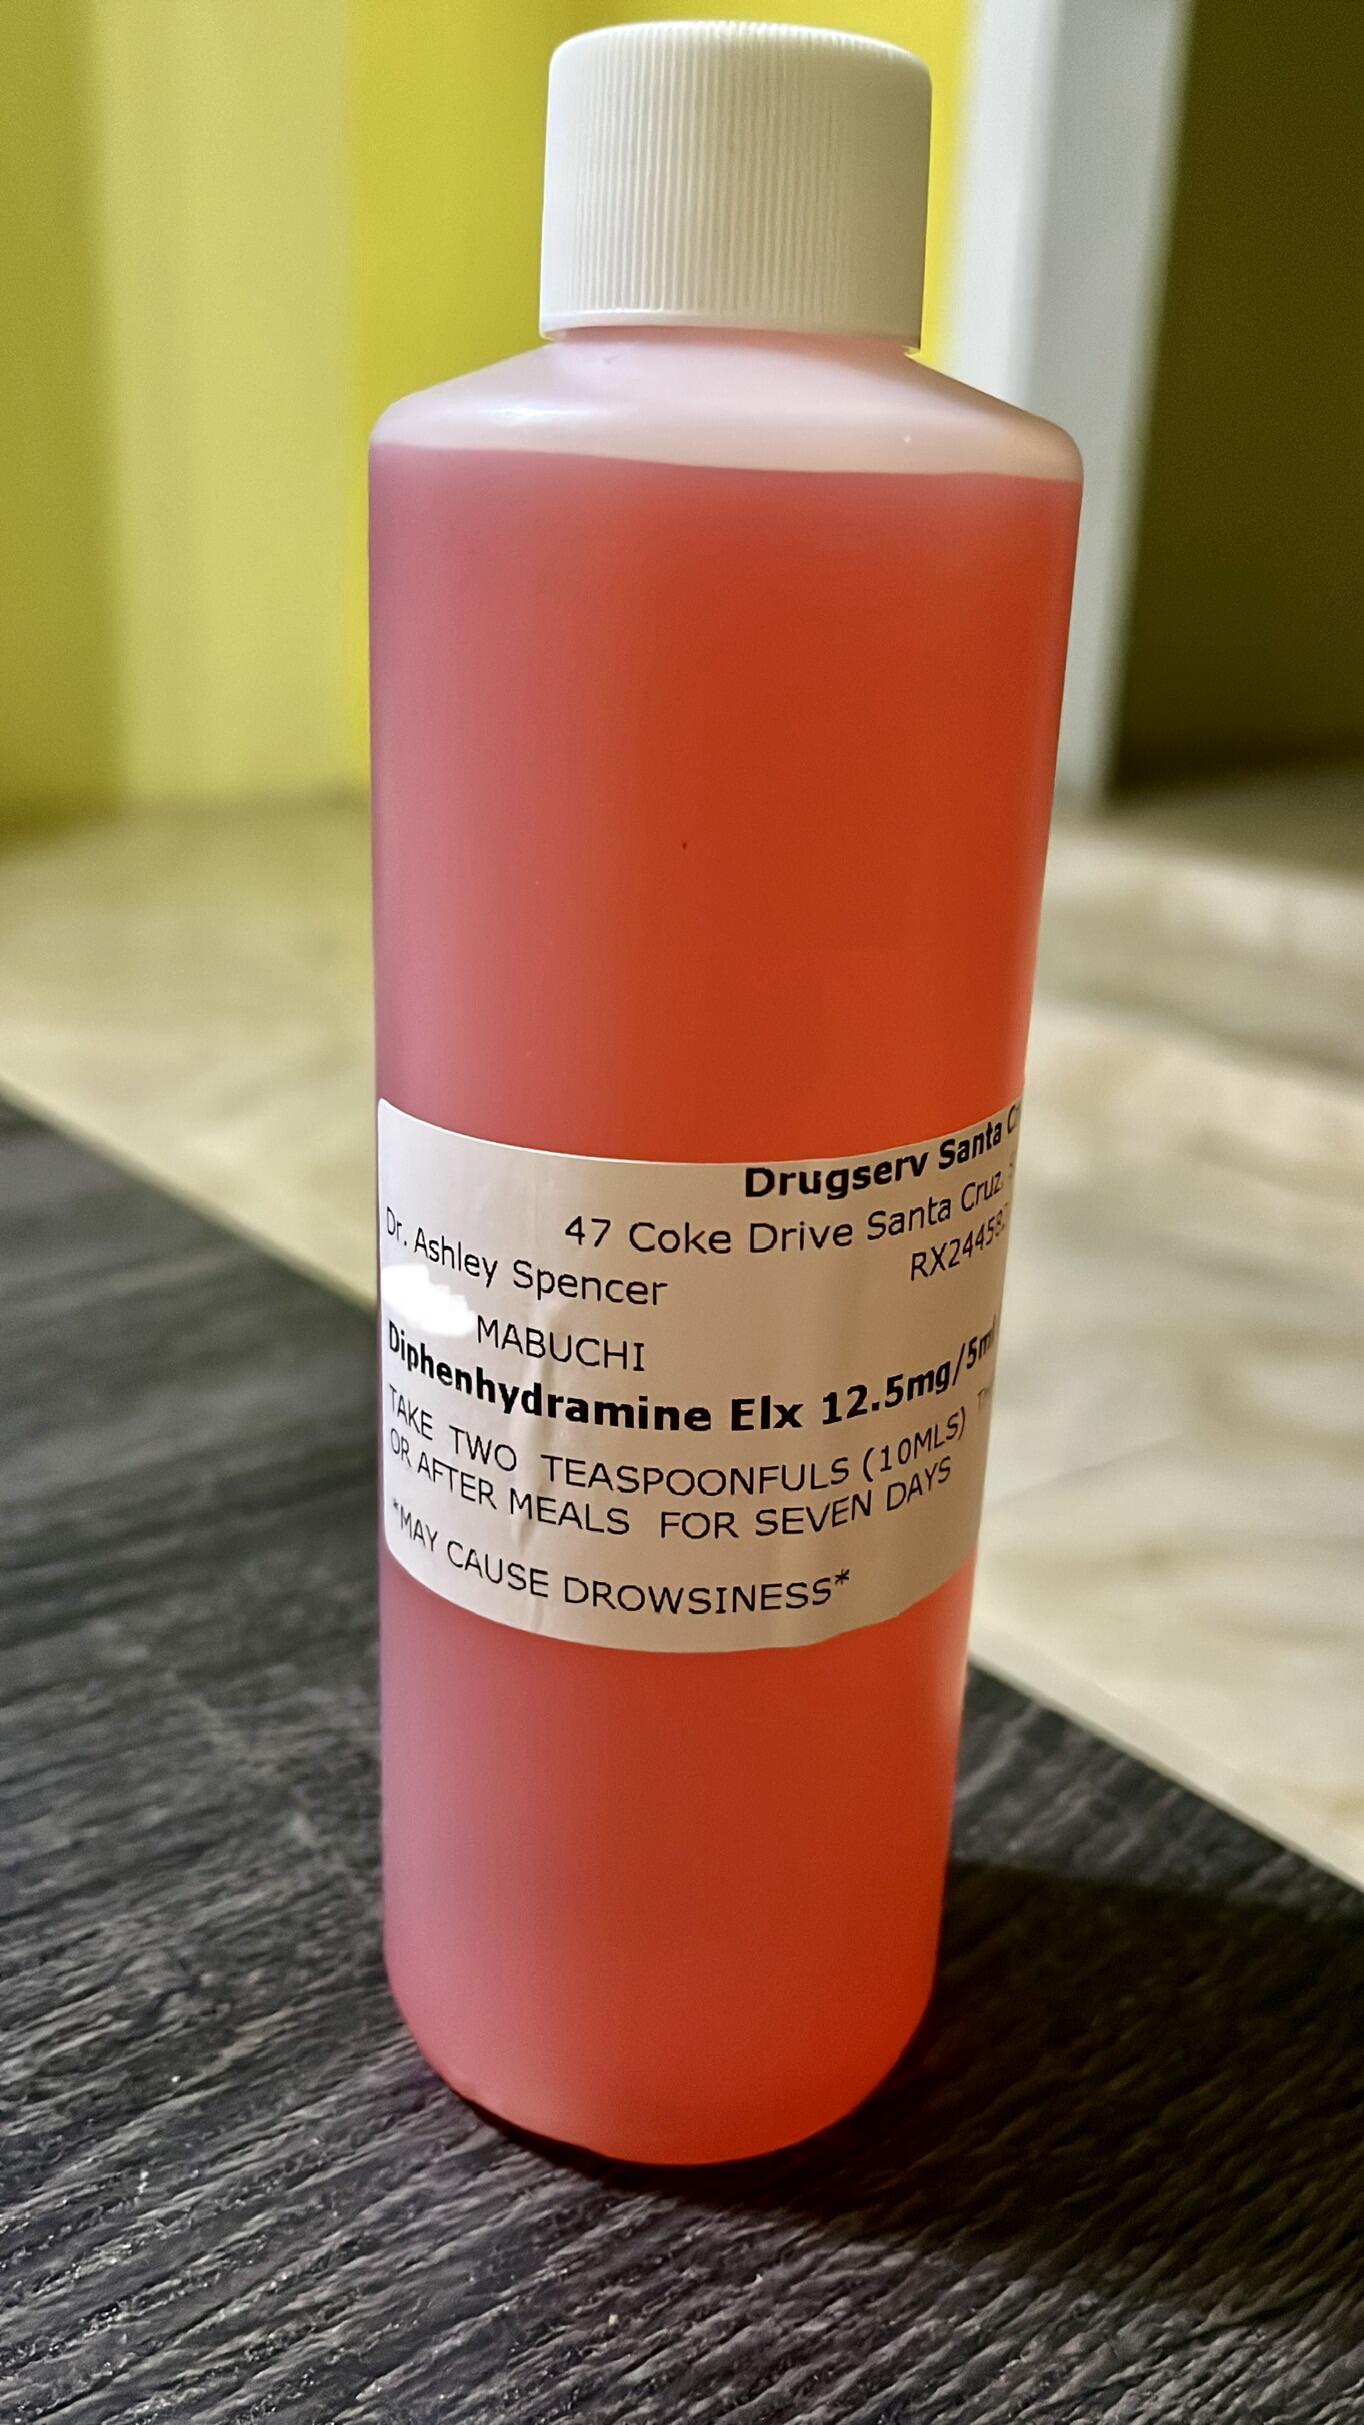 Drugserv Santa
47 Coke Drive Santa Cruz,
Dr. Ashley Spencer RX244582
MABUCHI
Diphenhydramine Elx 12.5mg/5ml
TAKE TWO TEASPOONFULS (10MLS)
OR AFTER MEALS FOR SEVEN DAYS
*MAY CAUSE DROWSINESS*